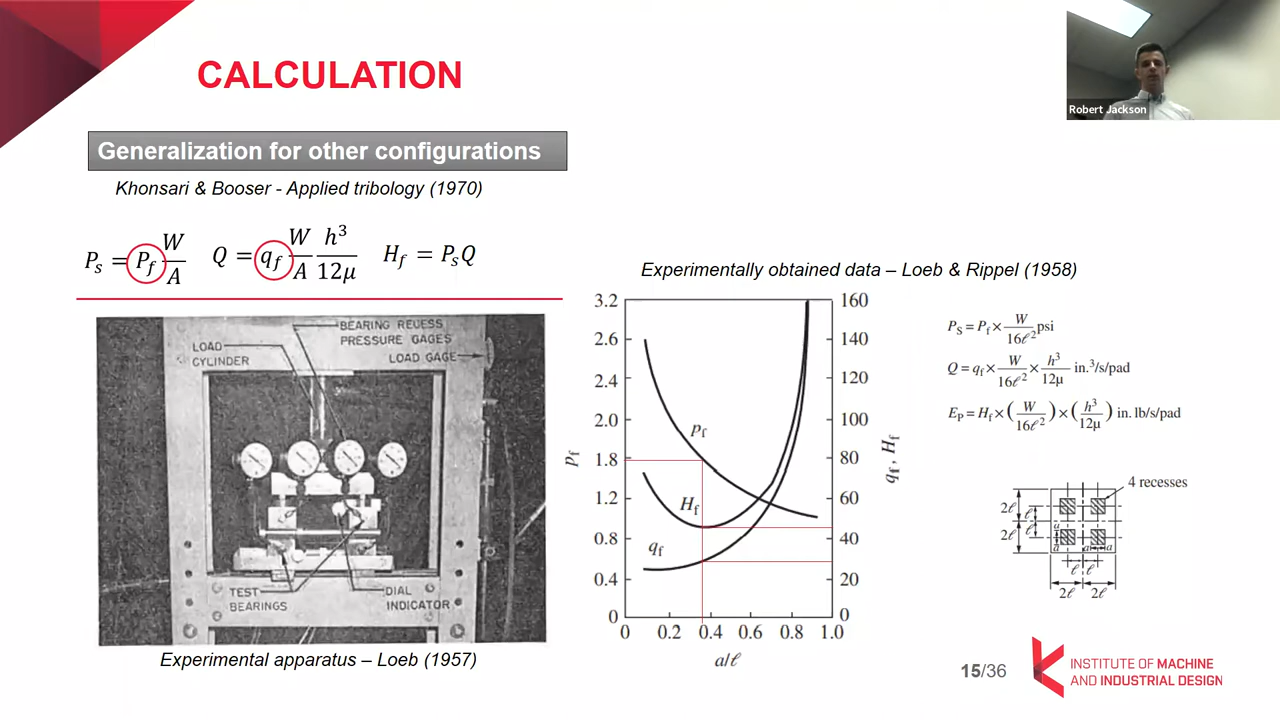 CALCULATION
Robert Jackson
Generalization for other configurations
Khonsari & Booser - Applied tribology (1970)
Pₛ = P_f W/A   Q = q_f W/A h³/12μ   H_f = PₛQ
BEARING RECESS
PRESSURE GAGES
LOAD
CYLINDER
LOAD GAGE
TEST
BEARINGS
DIAL
INDICATOR
Experimental apparatus – Loeb (1957)
Experimentally obtained data – Loeb & Rippel (1958)
3.2
2.6
2.4
2.0
1.8
1.2
0.8
0.4
0
p_f
p_f
H_f
q_f
160
140
120
100
80
60
40
20
0
q_f, H_f
0 0.2 0.4 0.6 0.8 1.0
a/ℓ
P_S = P_f × W/16ℓ² psi
Q = q_f × W/16ℓ² × h³/12μ in.³/s/pad
E_P = H_f × (W/16ℓ²) × (h³/12μ) in. lb/s/pad
4 recesses
2ℓ
ℓ
2ℓ
ℓ
a
a
a
a
ℓ ℓ
2ℓ 2ℓ
15/36
INSTITUTE OF MACHINE
AND INDUSTRIAL DESIGN